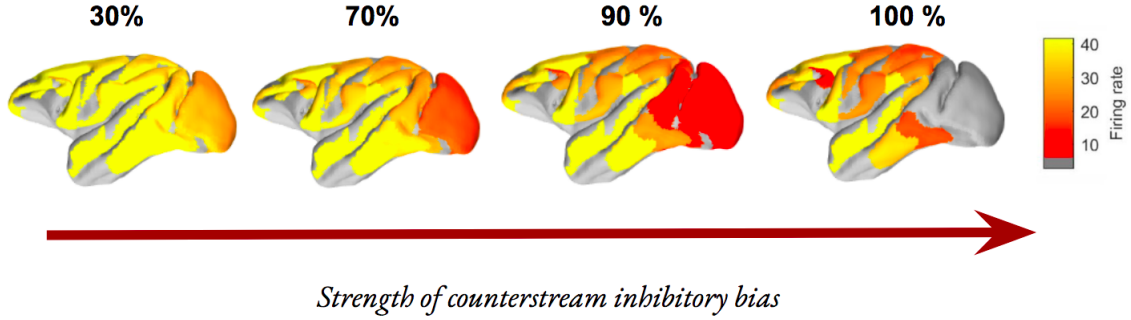 30% 70% 90 % 100 %
40
30
20
10
Firing rate
Strength of counterstream inhibitory bias